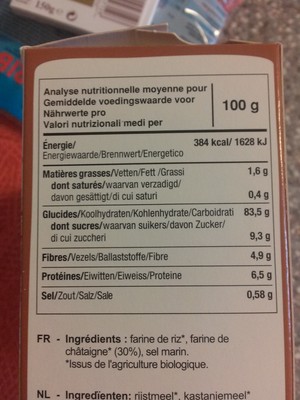 150g e
Analyse nutritionnelle moyenne pour
Gemiddelde voedingswaarde voor
Nährwerte pro
Valori nutrizionali medi per
100 g
Énergie/ 384 kcal/ 1628 kJ
Energiewaarde/Brennwert/Energetico
Matières grasses/Vetten/Fett /Grassi 1,6 g
dont saturés/waarvan verzadigd/
davon gesättigt/di cui saturi 0,4 g
Glucides/Koolhydraten/Kohlenhydrate/Carboidrati 83,5 g
dont sucres/waarvan suikers/davon Zucker/
di cui zuccheri 9,3 g
Fibres/Vezels/Ballaststoffe/Fibre 4,9 g
Protéines/Eiwitten/Eiweiss/Proteine 6,5 g
Sel/Zout/Salz/Sale 0,58 g
FR - Ingrédients : farine de riz*, farine de
châtaigne* (30%), sel marin.
*Issus de l'agriculture biologique.
NL - Ingrediënten: rijstmeel*, kastanjemeel*